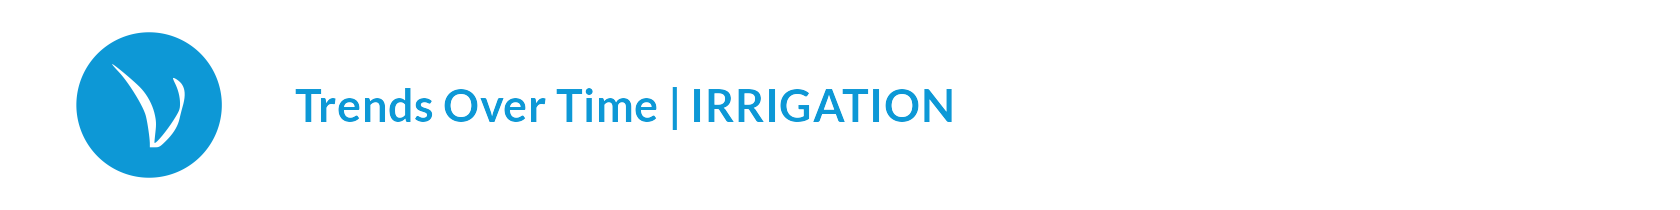 Trends Over Time | IRRIGATION